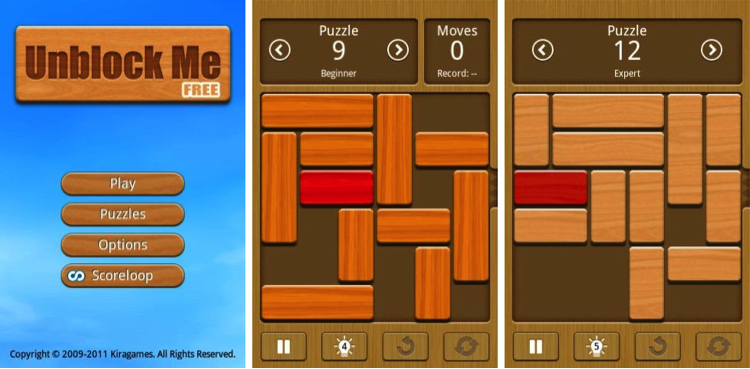 Unblock Me
FREE
Play
Puzzles
Options
Scoreloop
Copyright © 2009-2011 Kiragames. All Rights Reserved.
Puzzle
9
Beginner
Moves
0
Record: --
4
Puzzle
12
Expert
5